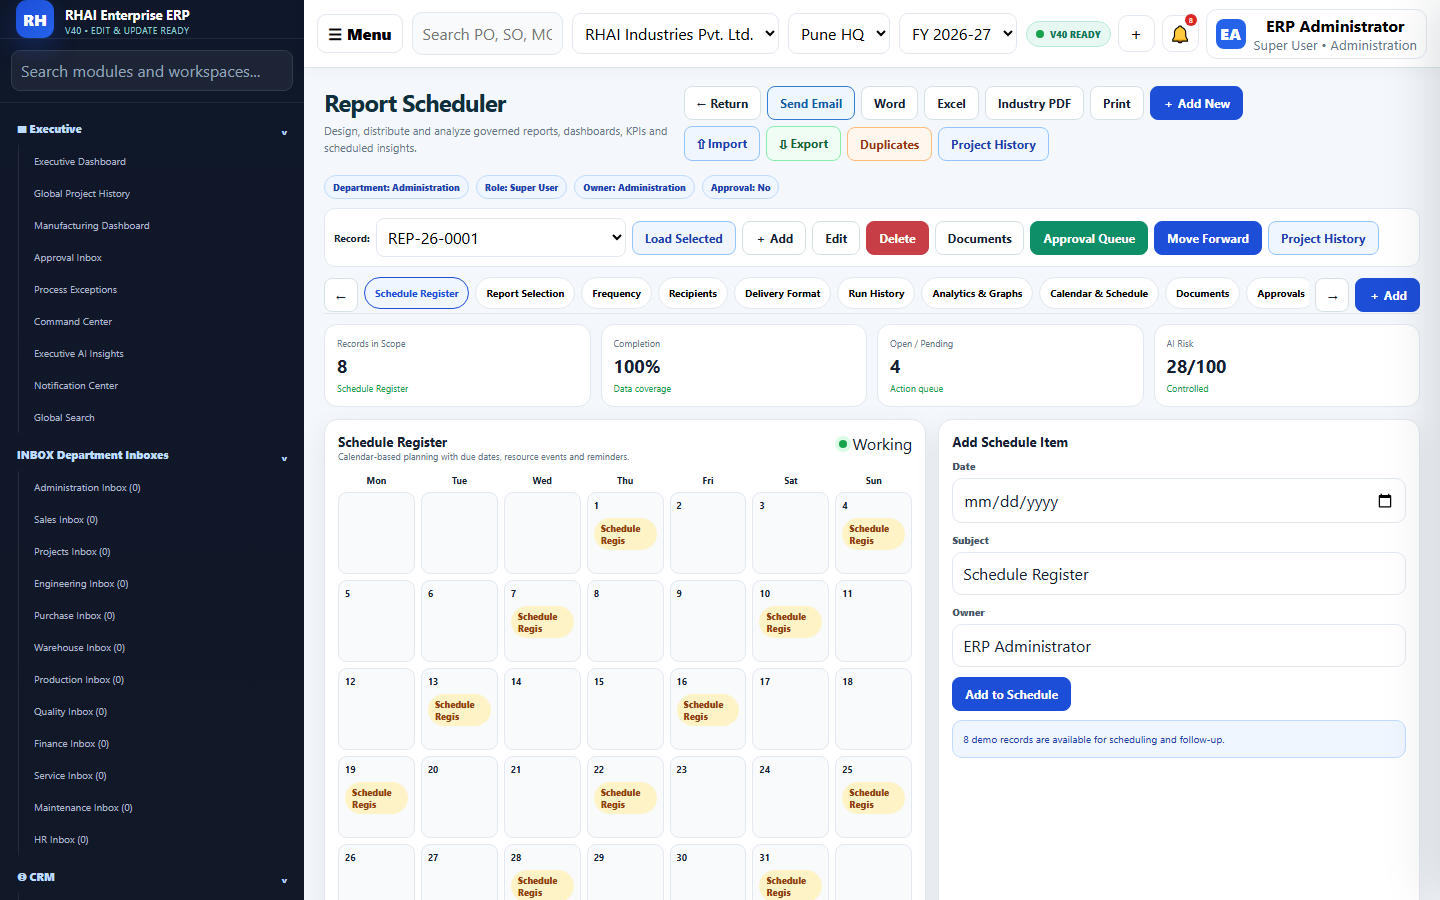 RH
RHAI Enterprise ERP
V40 • EDIT & UPDATE READY
Search modules and workspaces...
Executive
Executive Dashboard
Global Project History
Manufacturing Dashboard
Approval Inbox
Process Exceptions
Command Center
Executive AI Insights
Notification Center
Global Search
INBOX Department Inboxes
Administration Inbox (0)
Sales Inbox (0)
Projects Inbox (0)
Engineering Inbox (0)
Purchase Inbox (0)
Warehouse Inbox (0)
Production Inbox (0)
Quality Inbox (0)
Finance Inbox (0)
Service Inbox (0)
Maintenance Inbox (0)
HR Inbox (0)
CRM
☰ Menu
Search PO, SO, MO
RHAI Industries Pvt. Ltd.
Pune HQ
FY 2026-27
V40 READY
+
8
EA
ERP Administrator
Super User • Administration
Report Scheduler
Design, distribute and analyze governed reports, dashboards, KPIs and
scheduled insights.
← Return
Send Email
Word
Excel
Industry PDF
Print
+ Add New
⇧ Import
⇩ Export
Duplicates
Project History
Department: Administration
Role: Super User
Owner: Administration
Approval: No
Record:
REP-26-0001
Load Selected
+ Add
Edit
Delete
Documents
Approval Queue
Move Forward
Project History
←
Schedule Register
Report Selection
Frequency
Recipients
Delivery Format
Run History
Analytics & Graphs
Calendar & Schedule
Documents
Approvals
→
+ Add
Records in Scope
8
Schedule Register
Completion
100%
Data coverage
Open / Pending
4
Action queue
AI Risk
28/100
Controlled
Schedule Register
Calendar-based planning with due dates, resource events and reminders.
Working
Mon Tue Wed Thu Fri Sat Sun
1 2 3 4
Schedule Regis
Schedule Regis
5 6 7 8 9 10 11
Schedule Regis
Schedule Regis
12 13 14 15 16 17 18
Schedule Regis
Schedule Regis
19 20 21 22 23 24 25
Schedule Regis
Schedule Regis
Schedule Regis
26 27 28 29 30 31
Schedule Regis
Schedule Regis
Add Schedule Item
Date
mm/dd/yyyy
Subject
Schedule Register
Owner
ERP Administrator
Add to Schedule
8 demo records are available for scheduling and follow-up.